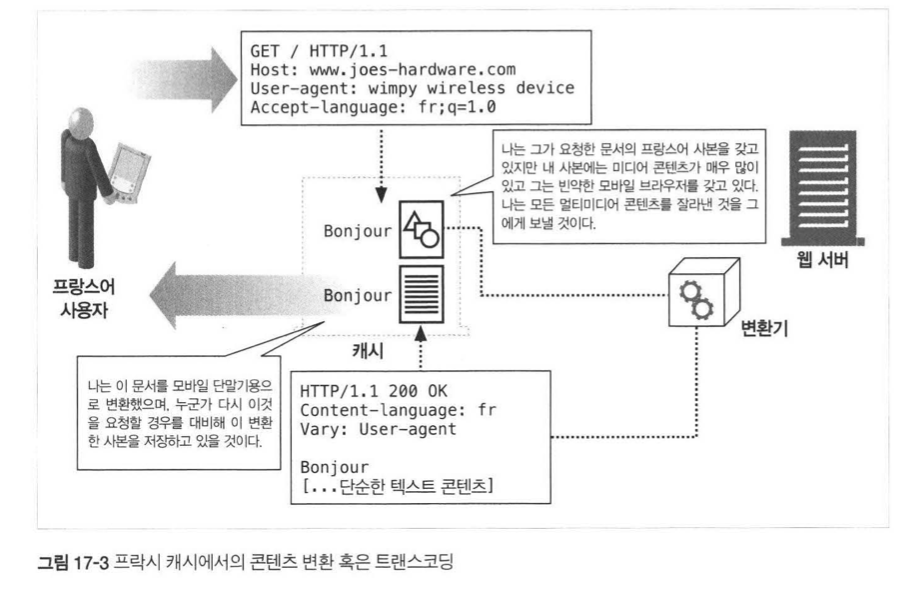 GET / HTTP/1.1
Host: www.joes-hardware.com
User-agent: wimpy wireless device
Accept-language: fr;q=1.0
나는 그가 요청한 문서의 프랑스어 사본을 갖고
있지만 내 사본에는 미디어 콘텐츠가 매우 많이
있고 그는 빈약한 모바일 브라우저를 갖고 있다.
나는 모든 멀티미디어 콘텐츠를 잘라낸 것을 그
에게 보낼 것이다.
Bonjour
웹 서버
프랑스어
사용자
Bonjour
변환기
캐시
나는 이 문서를 모바일 단말기용으
로 변환했으며, 누군가 다시 이것
을 요청할 경우를 대비해 이 변환
한 사본을 저장하고 있을 것이다.
HTTP/1.1 200 OK
Content-language: fr
Vary: User-agent
Bonjour
[...단순한 텍스트 콘텐츠]
그림 17-3 프락시 캐시에서의 콘텐츠 변환 혹은 트랜스코딩